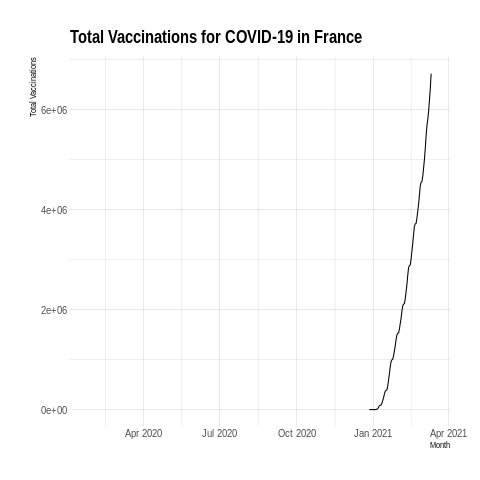 Total Vaccinations for COVID-19 in France
Total Vaccinations
6e+06
4e+06
2e+06
0e+00
Apr 2020 Jul 2020 Oct 2020 Jan 2021 Apr 2021
Month